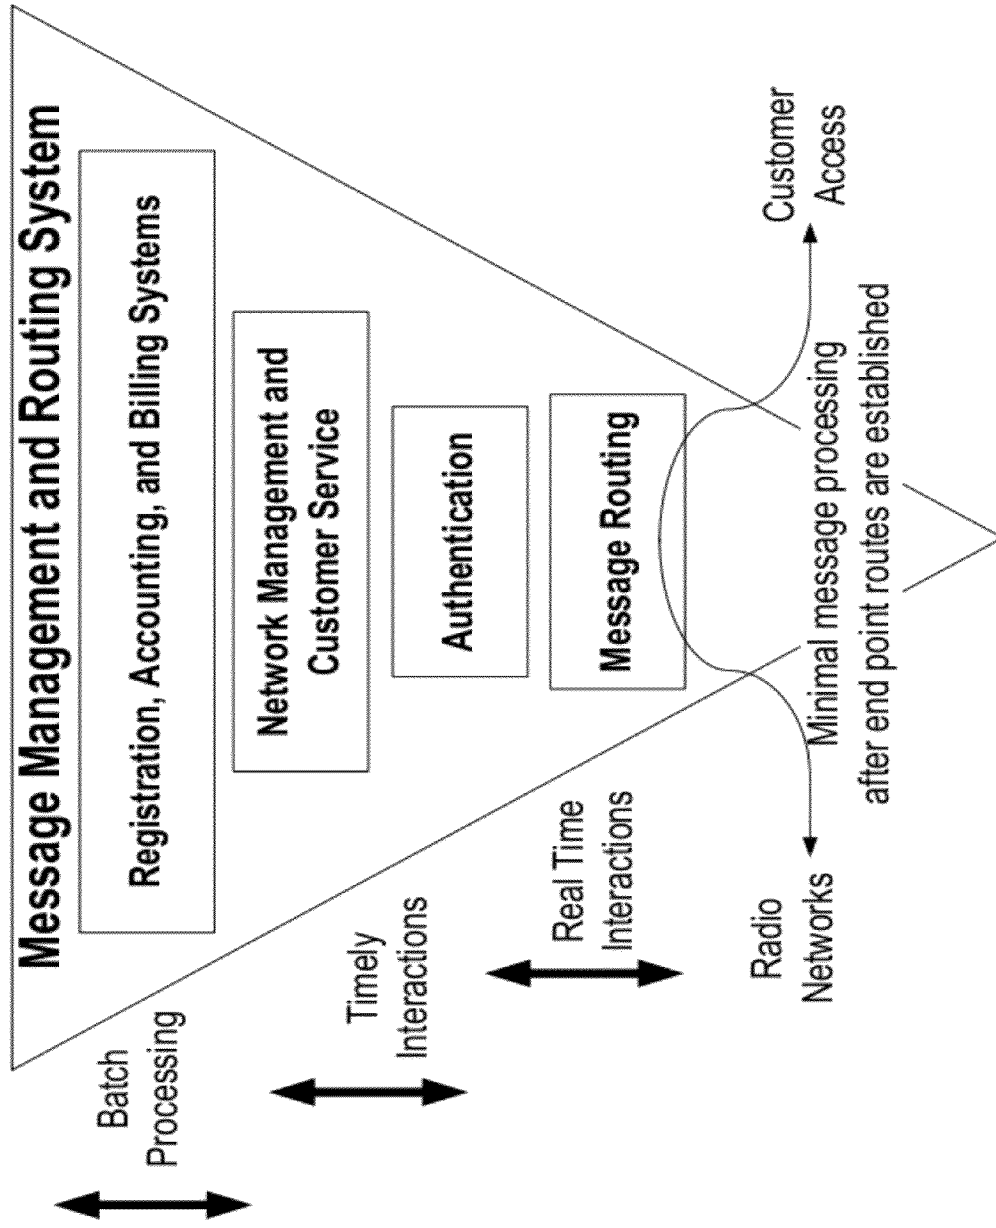 Message Management and Routing System
Registration, Accounting, and Billing Systems
Network Management and
Customer Service
Authentication
Message Routing
Batch
Processing
Timely
Interactions
Real Time
Interactions
Radio
Networks
Customer
Access
Minimal message processing
after end point routes are established